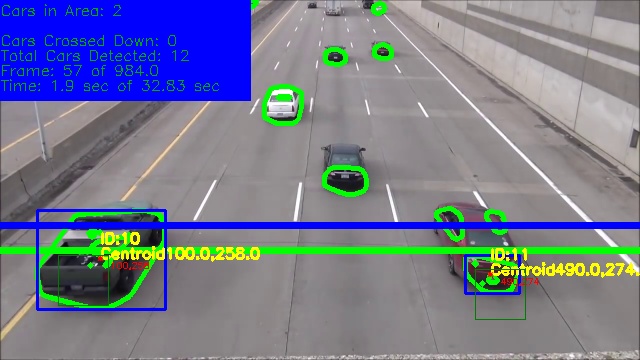 Cars in Area: 2
Cars Crossed Down: 0
Total Cars Detected: 12
Frame: 57 of 984.0
Time: 1.9 sec of 32.83 sec
ID:10
Centroid100.0,258.0
ID:11
Centroid490.0,274.